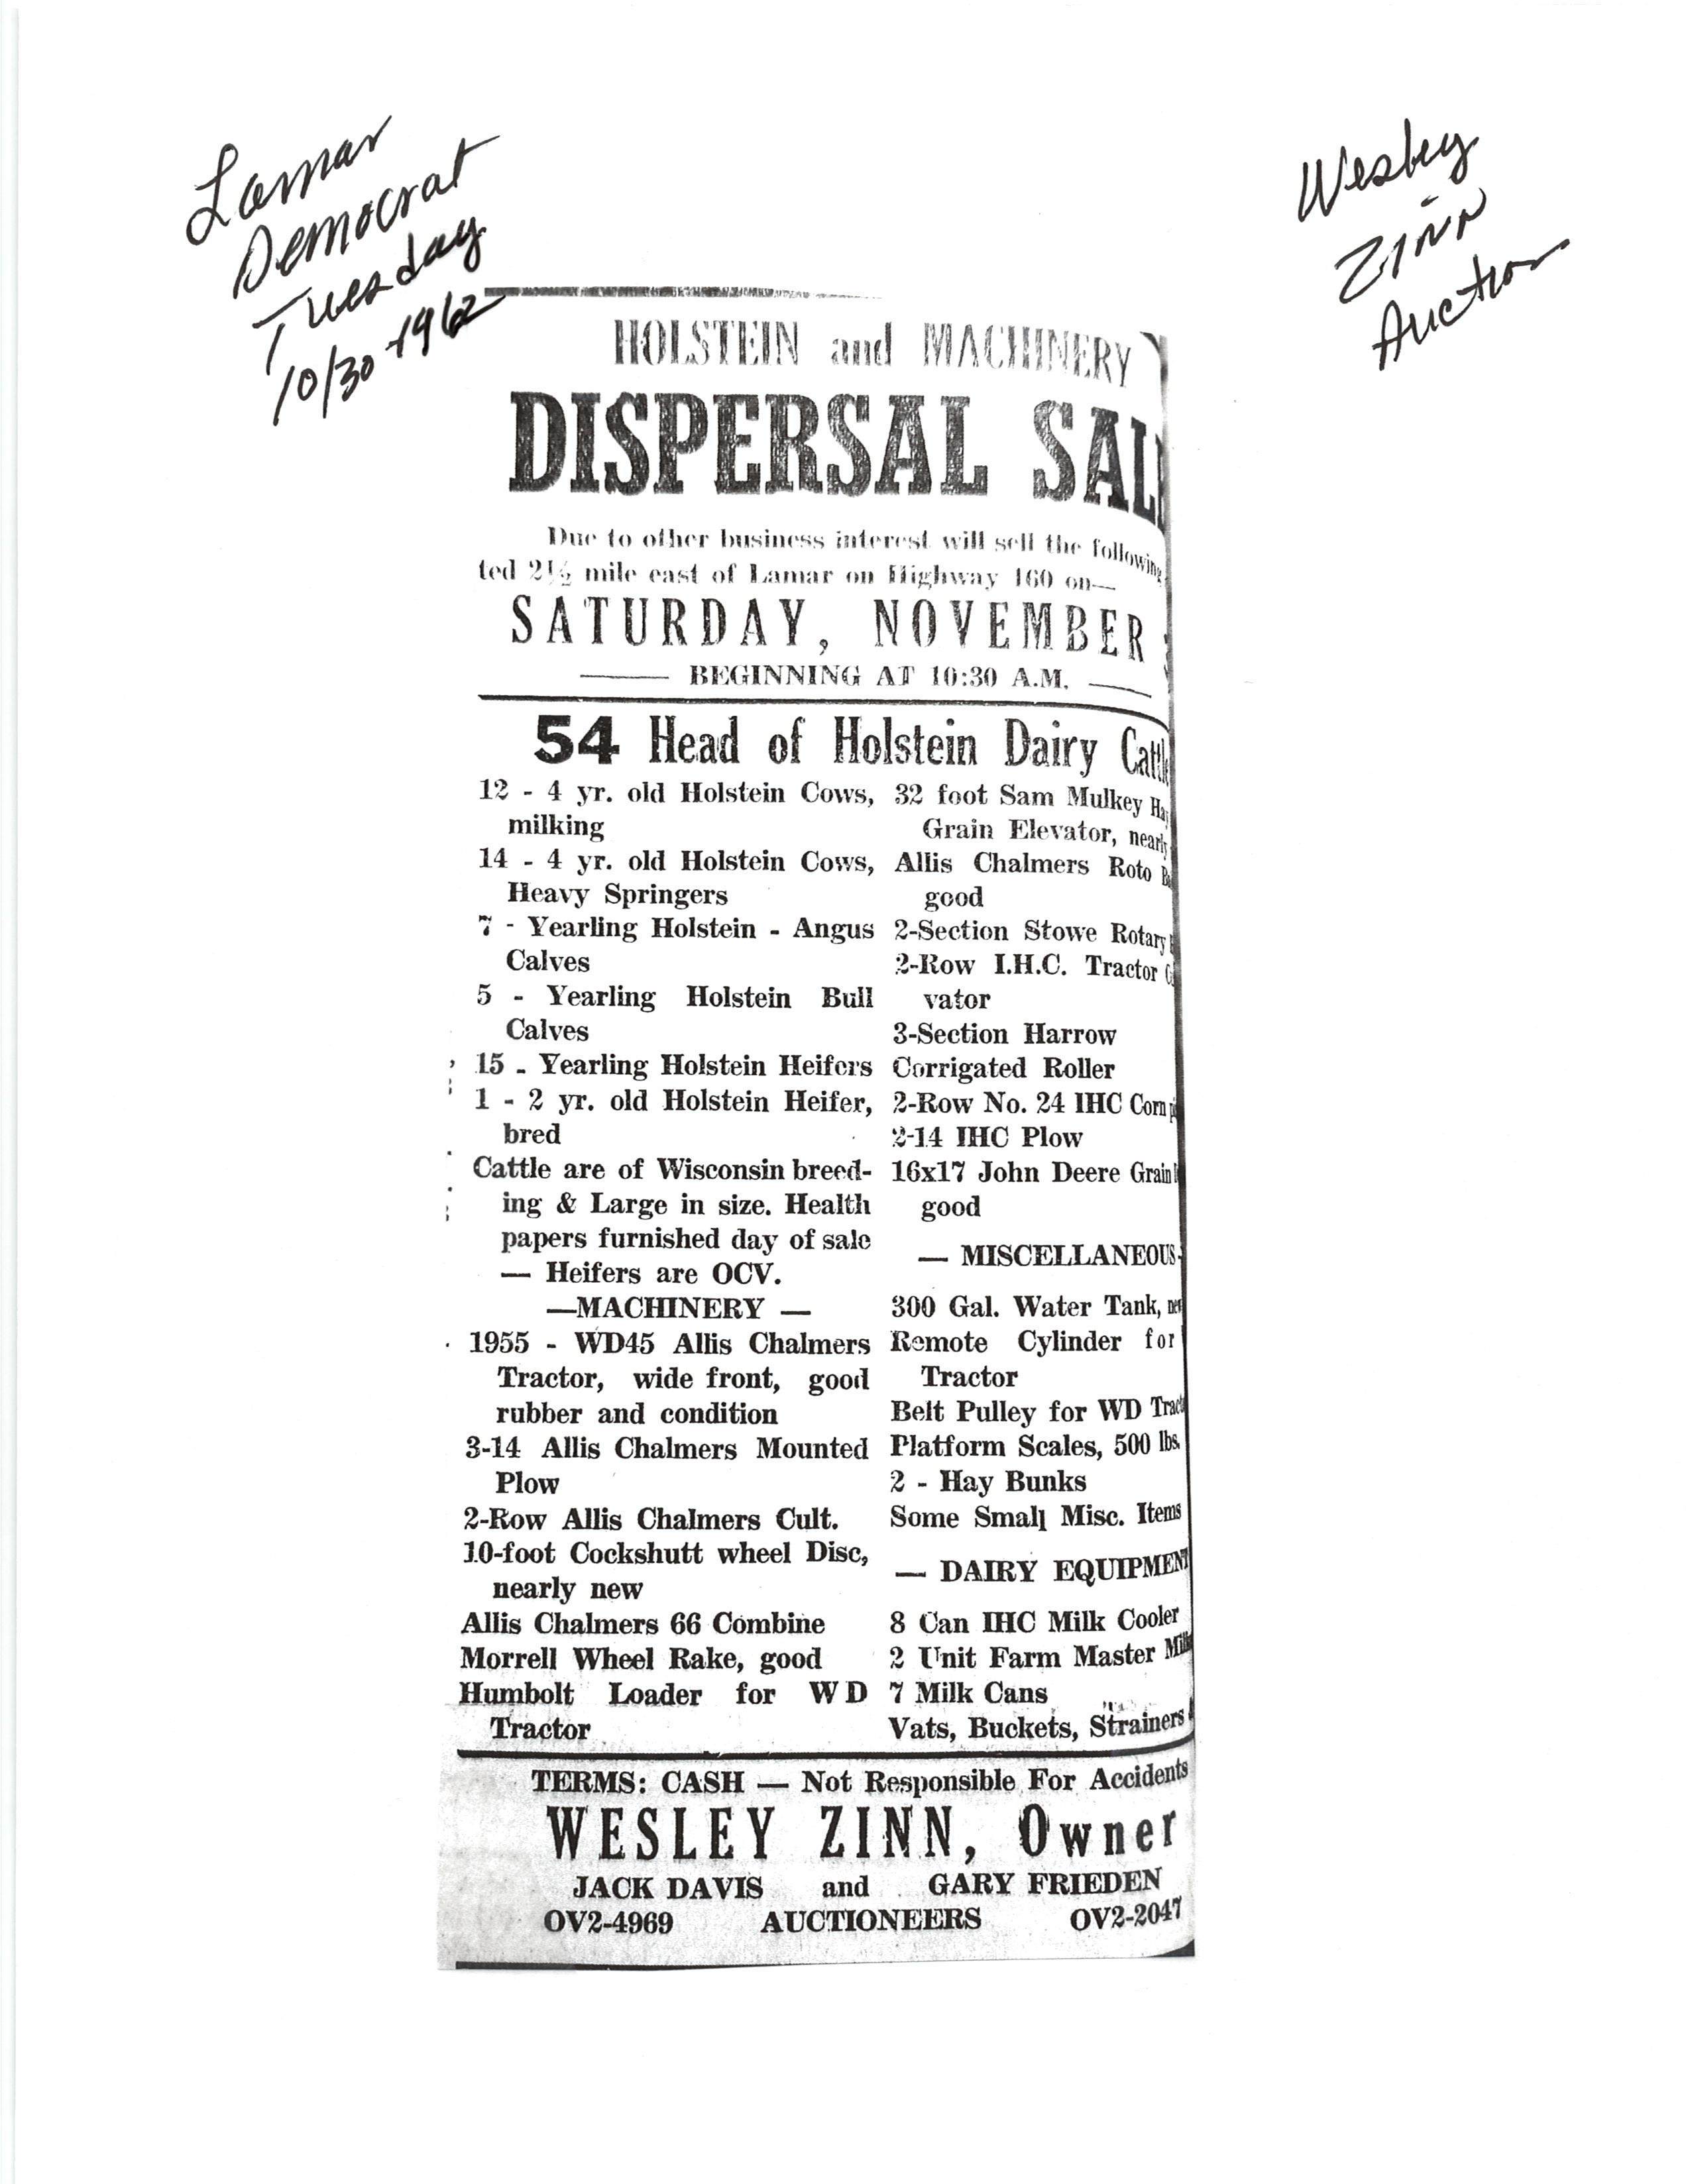 Lamar
Democrat
Tuesday
10/30-1962
Wesley
Zinn
Auction
HOLSTEIN and MACHINERY
DISPERSAL SALE
Due to other business interest will sell the following
ted 2½ mile east of Lamar on Highway 160 on—
SATURDAY, NOVEMBER
BEGINNING AT 10:30 A.M.
54 Head of Holstein Dairy Cattle
12 - 4 yr. old Holstein Cows,
milking
14 - 4 yr. old Holstein Cows,
Heavy Springers
7 - Yearling Holstein - Angus
Calves
5 - Yearling Holstein Bull
Calves
15 - Yearling Holstein Heifers
1 - 2 yr. old Holstein Heifer,
bred
Cattle are of Wisconsin breed-
ing & Large in size. Health
papers furnished day of sale
— Heifers are OCV.
—MACHINERY —
1955 - WD45 Allis Chalmers
Tractor, wide front, good
rubber and condition
3-14 Allis Chalmers Mounted
Plow
2-Row Allis Chalmers Cult.
10-foot Cockshutt wheel Disc,
nearly new
Allis Chalmers 66 Combine
Morrell Wheel Rake, good
Humbolt Loader for WD
Tractor
32 foot Sam Mulkey Hay
Grain Elevator, nearly
Allis Chalmers Roto
good
2-Section Stowe Rotary
2-Row I.H.C. Tractor
vator
3-Section Harrow
Corrigated Roller
2-Row No. 24 IHC Corn
2-14 IHC Plow
16x17 John Deere Grain
good
— MISCELLANEOUS
300 Gal. Water Tank,
Remote Cylinder for
Tractor
Belt Pulley for WD
Platform Scales, 500 lbs.
2 - Hay Bunks
Some Small Misc. Items
— DAIRY EQUIPMENT
8 Can IHC Milk Cooler
2 Unit Farm Master
7 Milk Cans
Vats, Buckets, Strainers
TERMS: CASH — Not Responsible For Accidents
WESLEY ZINN, Owner
JACK DAVIS and GARY FRIEDEN
OV2-4969 AUCTIONEERS OV2-2047